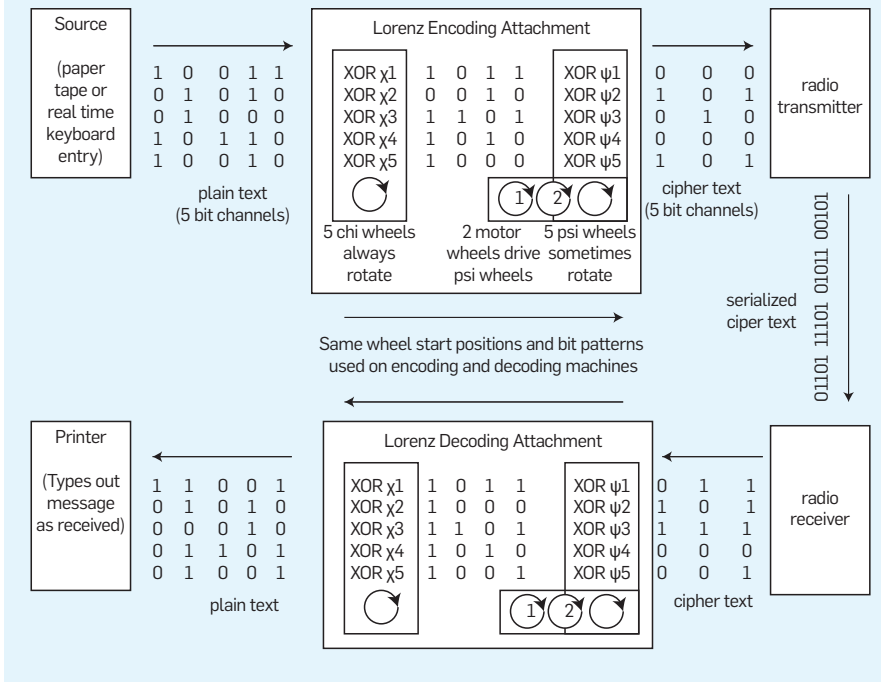 Source
(paper
tape or
real time
keyboard
entry)
1 0 0 1 1
0 1 0 1 0
0 1 0 0 0
1 0 1 1 0
1 0 0 1 0
plain text
(5 bit channels)
Lorenz Encoding Attachment
XOR χ1 1 0 1 1 XOR ψ1
XOR χ2 0 0 1 0 XOR ψ2
XOR χ3 1 1 0 1 XOR ψ3
XOR χ4 1 0 1 0 XOR ψ4
XOR χ5 1 0 0 0 XOR ψ5
1 2
5 chi wheels
always
rotate
2 motor
wheels drive
psi wheels
5 psi wheels
sometimes
rotate
0 0 0
1 0 1
0 1 0
0 0 0
1 0 1
cipher text
(5 bit channels)
radio
transmitter
serialized
ciper text
01101 11101 01011 00101
Same wheel start positions and bit patterns
used on encoding and decoding machines
Printer
(Types out
message
as received)
1 1 0 0 1
0 1 0 1 0
0 0 0 1 0
0 1 1 0 1
0 1 0 0 1
plain text
Lorenz Decoding Attachment
XOR χ1 1 0 1 1 XOR ψ1
XOR χ2 0 0 1 0 XOR ψ2
XOR χ3 1 1 0 1 XOR ψ3
XOR χ4 1 0 1 0 XOR ψ4
XOR χ5 1 0 0 1 XOR ψ5
1 2
0 1 1
1 0 1
1 1 1
0 0 0
0 0 1
cipher text
radio
receiver